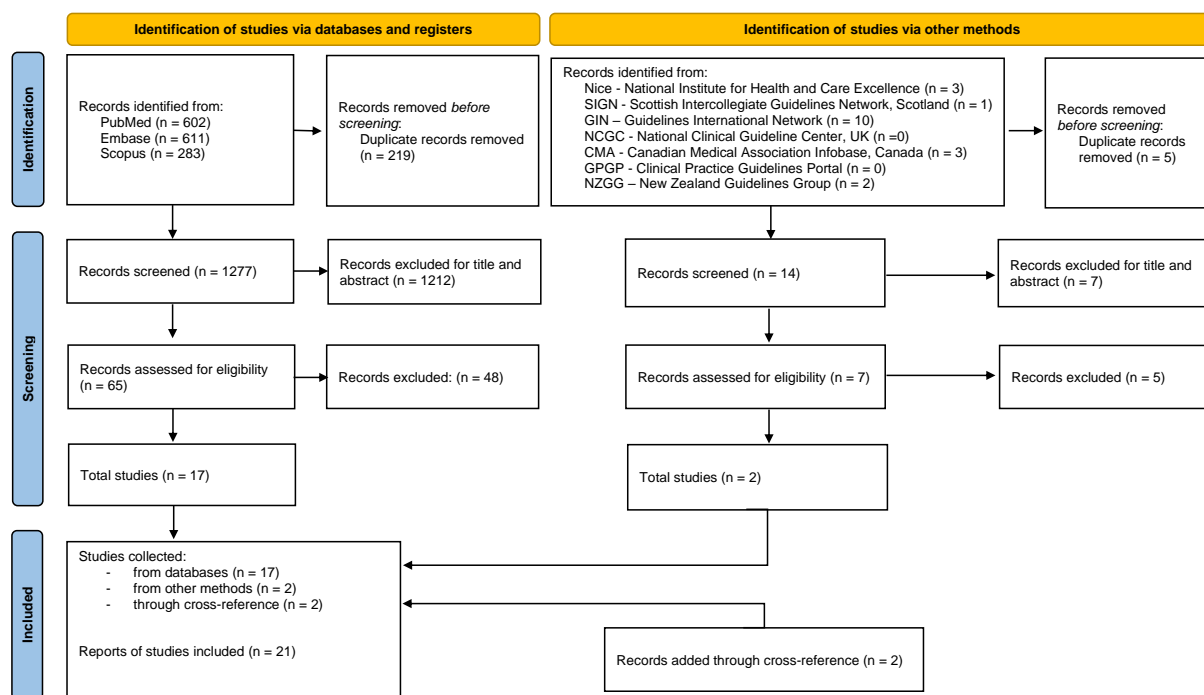 Identification of studies via databases and registers
Identification of studies via other methods
Identification
Records identified from:
PubMed (n = 602)
Embase (n = 611)
Scopus (n = 283)
Records removed before
screening:
Duplicate records removed
(n = 219)
Records identified from:
Nice - National Institute for Health and Care Excellence (n = 3)
SIGN - Scottish Intercollegiate Guidelines Network, Scotland (n = 1)
GIN – Guidelines International Network (n = 10)
NCGC - National Clinical Guideline Center, UK (n =0)
CMA - Canadian Medical Association Infobase, Canada (n = 3)
GPGP - Clinical Practice Guidelines Portal (n = 0)
NZGG – New Zealand Guidelines Group (n = 2)
Records removed
before screening:
Duplicate records
removed (n = 5)
Screening
Records screened (n = 1277)
Records excluded for title and
abstract (n = 1212)
Records screened (n = 14)
Records excluded for title and
abstract (n = 7)
Records assessed for eligibility
(n = 65)
Records excluded: (n = 48)
Records assessed for eligibility (n = 7)
Records excluded (n = 5)
Total studies (n = 17)
Total studies (n = 2)
Included
Studies collected:
- from databases (n = 17)
- from other methods (n = 2)
- through cross-reference (n = 2)
Reports of studies included (n = 21)
Records added through cross-reference (n = 2)